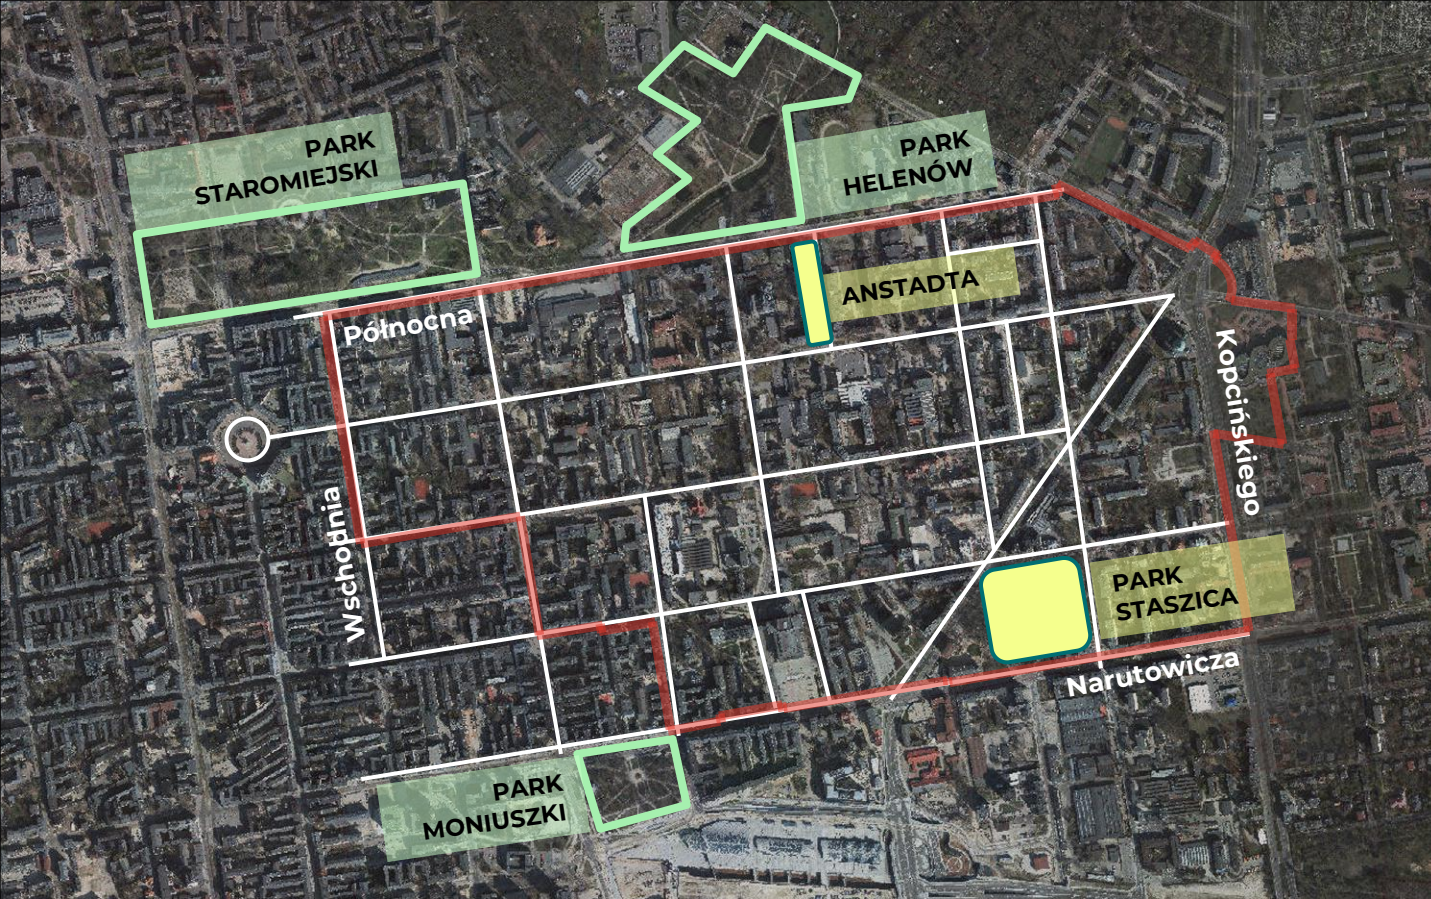 PARK
STAROMIEJSKI
PARK
HELENÓW
ANSTADTA
Północna
Kopcińskiego
Wschodnia
PARK
STASZICA
Narutowicza
PARK
MONIUSZKI